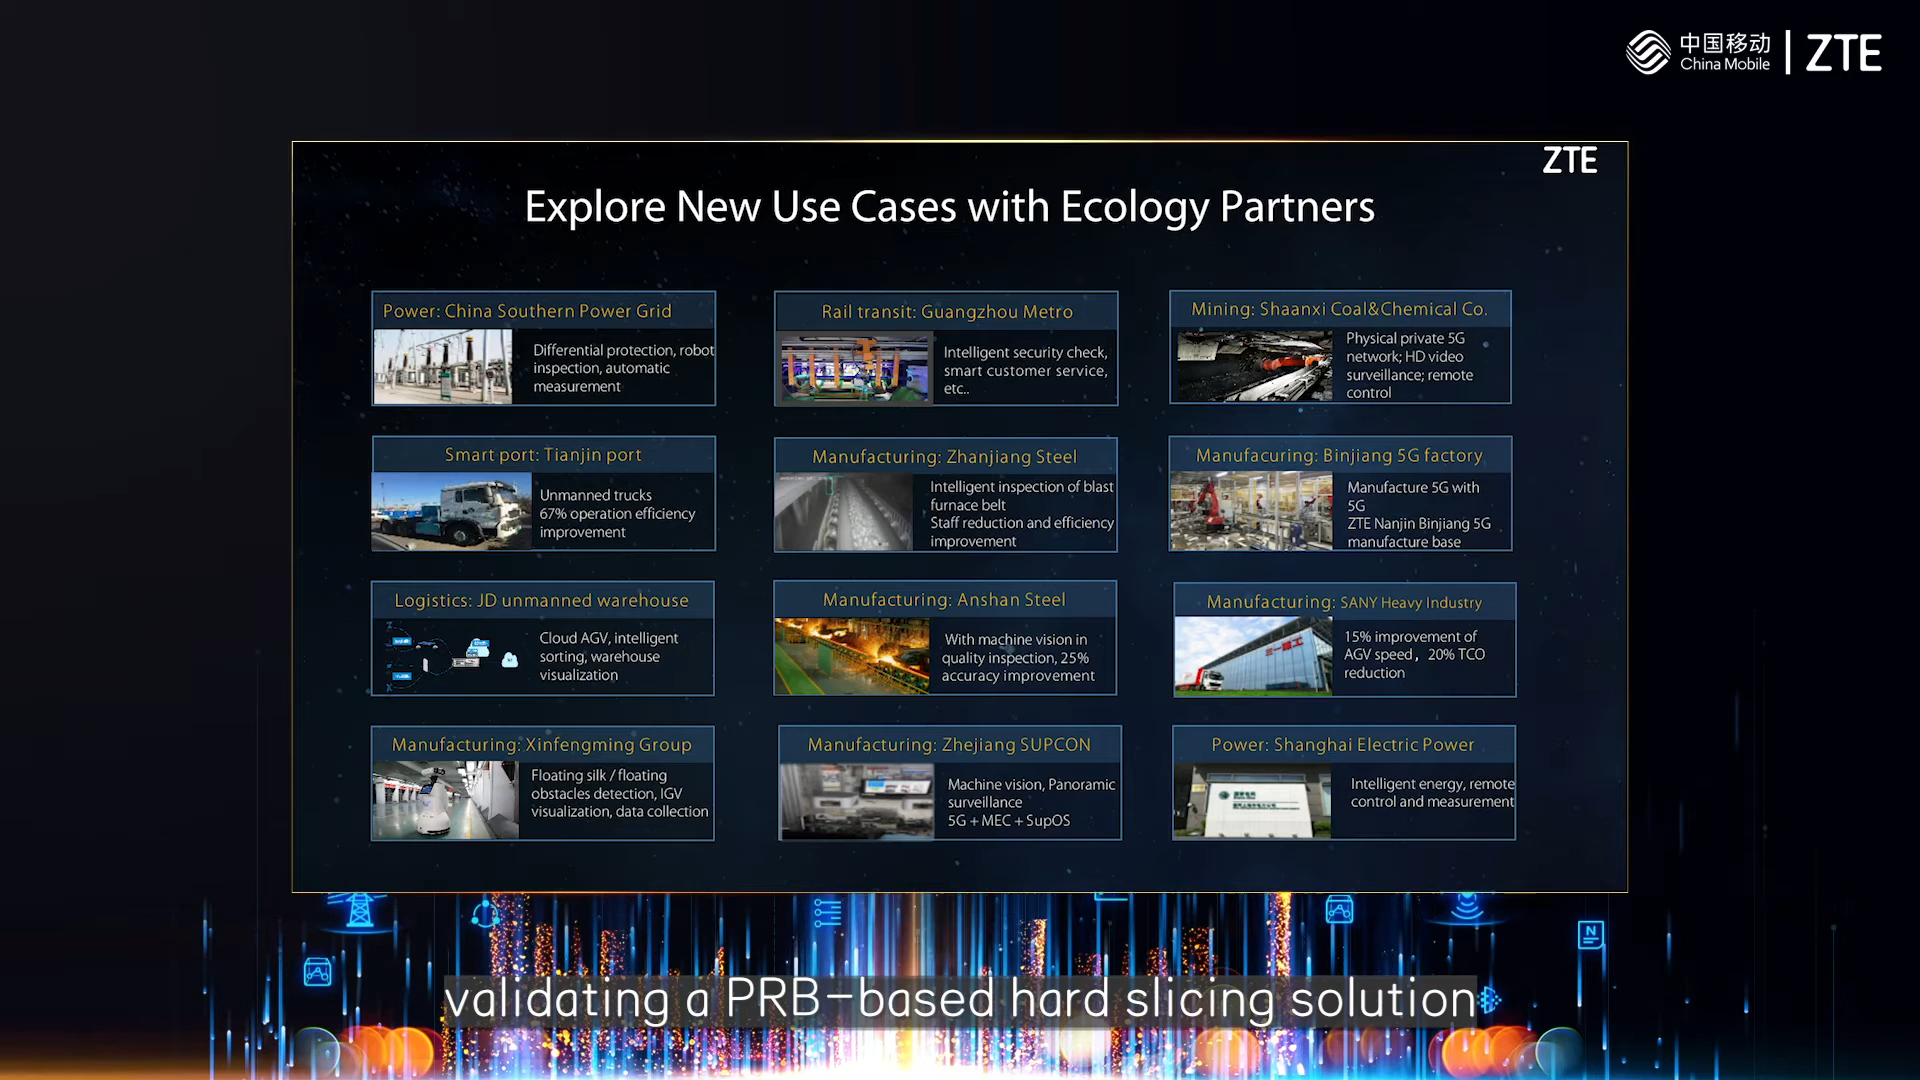 中国移动
China Mobile
ZTE
ZTE
Explore New Use Cases with Ecology Partners
Power: China Southern Power Grid
Differential protection, robot
inspection, automatic
measurement
Rail transit: Guangzhou Metro
Intelligent security check,
smart customer service,
etc..
Mining: Shaanxi Coal&Chemical Co.
Physical private 5G
network; HD video
surveillance; remote
control
Smart port: Tianjin port
Unmanned trucks
67% operation efficiency
improvement
Manufacturing: Zhanjiang Steel
Intelligent inspection of blast
furnace belt
Staff reduction and efficiency
improvement
Manufacuring: Binjiang 5G factory
Manufacture 5G with
5G
ZTE Nanjin Binjiang 5G
manufacture base
Logistics: JD unmanned warehouse
Cloud AGV, intelligent
sorting, warehouse
visualization
Manufacturing: Anshan Steel
With machine vision in
quality inspection, 25%
accuracy improvement
Manufacturing: SANY Heavy Industry
三一重工
15% improvement of
AGV speed，20% TCO
reduction
Manufacturing: Xinfengming Group
Floating silk / floating
obstacles detection, IGV
visualization, data collection
Manufacturing: Zhejiang SUPCON
Machine vision, Panoramic
surveillance
5G + MEC + SupOS
Power: Shanghai Electric Power
Intelligent energy, remote
control and measurement
N
validating a PRB-based hard slicing solution